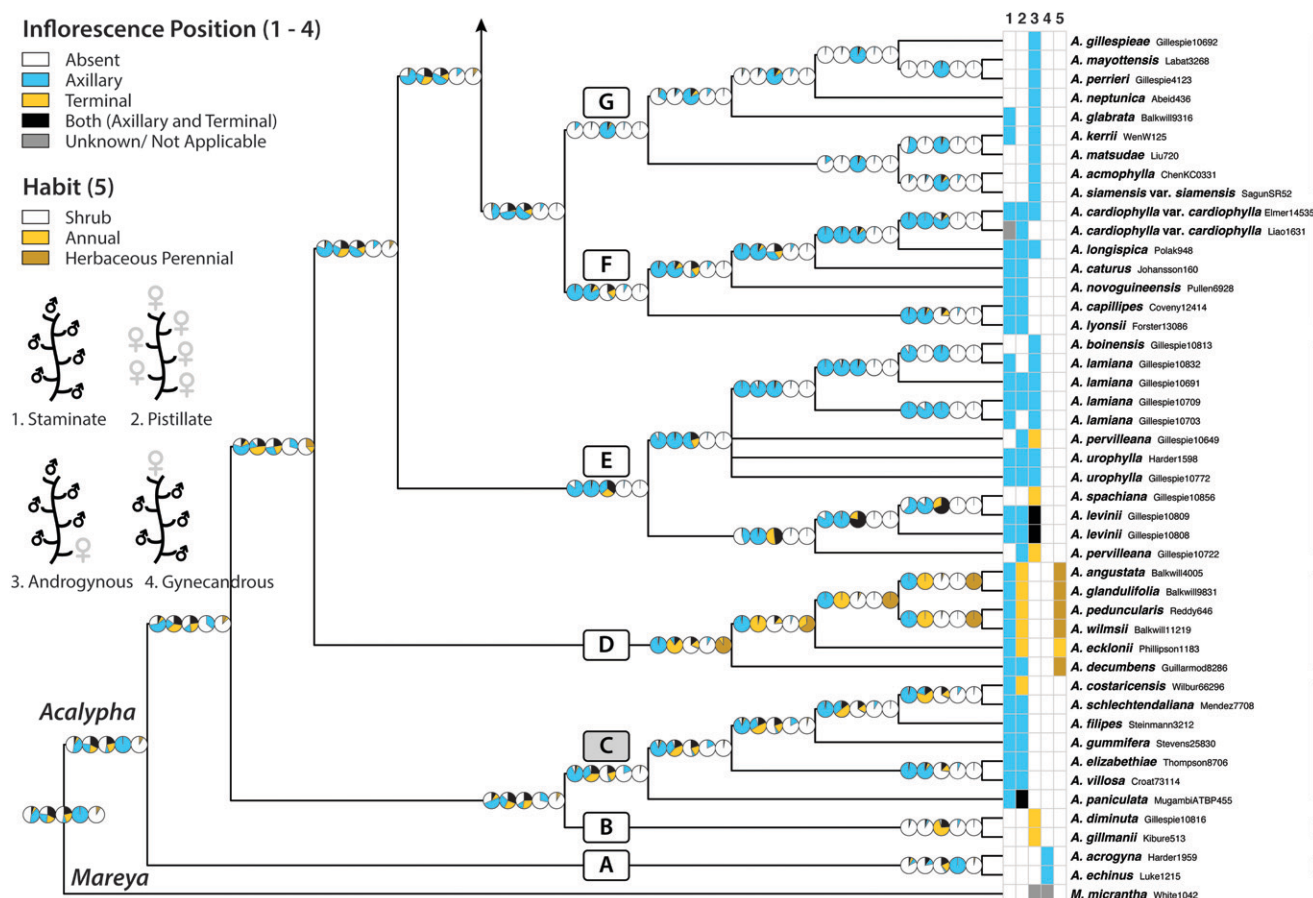 Inflorescence Position (1 - 4)
Absent
Axillary
Terminal
Both (Axillary and Terminal)
Unknown/ Not Applicable
Habit (5)
Shrub
Annual
Herbaceous Perennial
1. Staminate
2. Pistillate
3. Androgynous
4. Gynecandrous
Acalypha
Mareya
G
F
E
D
C
B
A
1 2 3 4 5
A. gillespieae Gillespie10692
A. mayottensis Labat3268
A. perrieri Gillespie4123
A. neptunica Abeid436
A. glabrata Balkwill9316
A. kerrii WenW125
A. matsudae Liu720
A. acmophylla ChenKC0331
A. siamensis var. siamensis SagunSR52
A. cardiophylla var. cardiophylla Elmer14535
A. cardiophylla var. cardiophylla Liao1631
A. longispica Polak948
A. caturus Johansson160
A. novoguineensis Pullen6928
A. capillipes Coveny12414
A. lyonsii Forster13086
A. boinensis Gillespie10813
A. lamiana Gillespie10832
A. lamiana Gillespie10691
A. lamiana Gillespie10709
A. lamiana Gillespie10703
A. pervilleana Gillespie10649
A. urophylla Harder1598
A. urophylla Gillespie10772
A. spachiana Gillespie10856
A. levinii Gillespie10809
A. levinii Gillespie10808
A. pervilleana Gillespie10722
A. angustata Balkwill4005
A. glandulifolia Balkwill9831
A. peduncularis Reddy646
A. wilmsii Balkwill11219
A. ecklonii Phillipson1183
A. decumbens Guillarmod8286
A. costaricensis Wilbur66296
A. schlechtendaliana Mendez7708
A. filipes Steinmann3212
A. gummifera Stevens25830
A. elizabethiae Thompson8706
A. villosa Croat73114
A. paniculata MugambiATBP455
A. diminuta Gillespie10816
A. gillmanii Kibure513
A. acrogyna Harder1959
A. echinus Luke1215
M. micrantha White1042